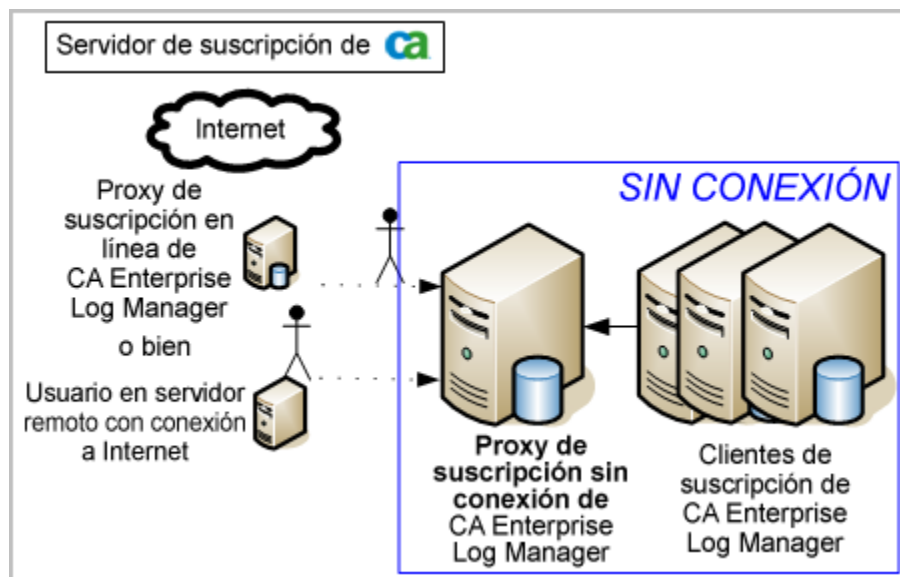 Servidor de suscripción de ca
Internet
SIN CONEXIÓN
Proxy de
suscripción en
línea de
CA Enterprise
Log Manager
o bien
Usuario en servidor
remoto con conexión
a Internet
Proxy de
suscripción sin
conexión de
CA Enterprise
Log Manager
Clientes de
suscripción de
CA Enterprise
Log Manager